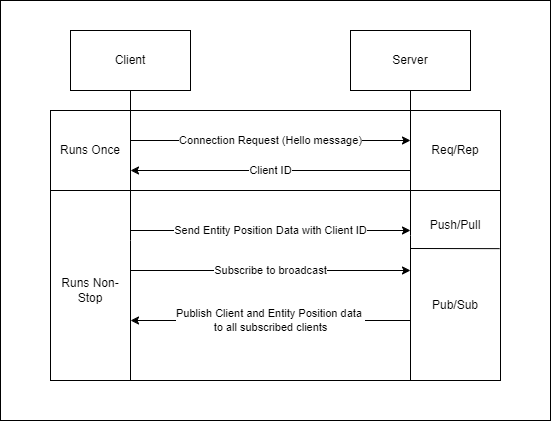 Client
Server
Runs Once
Connection Request (Hello message)
Req/Rep
Client ID
Send Entity Position Data with Client ID
Push/Pull
Subscribe to broadcast
Runs Non-
Stop
Publish Client and Entity Position data
to all subscribed clients
Pub/Sub